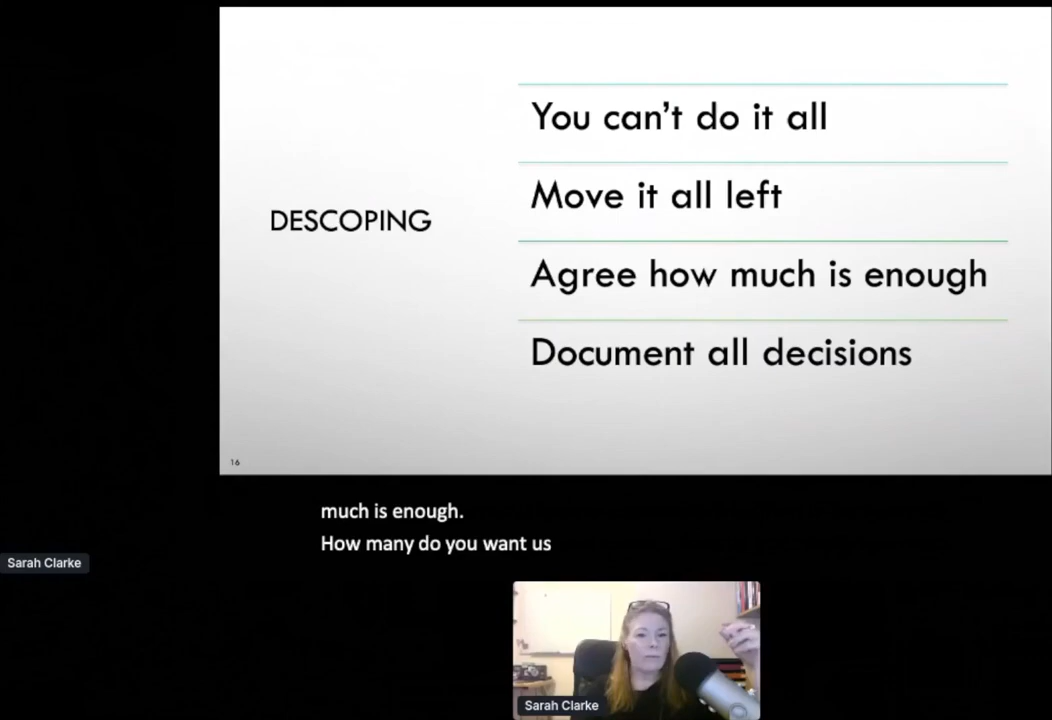 You can't do it all
Move it all left
DESCOPING
Agree how much is enough
Document all decisions
16
much is enough.
How many do you want us
Sarah Clarke
Sarah Clarke